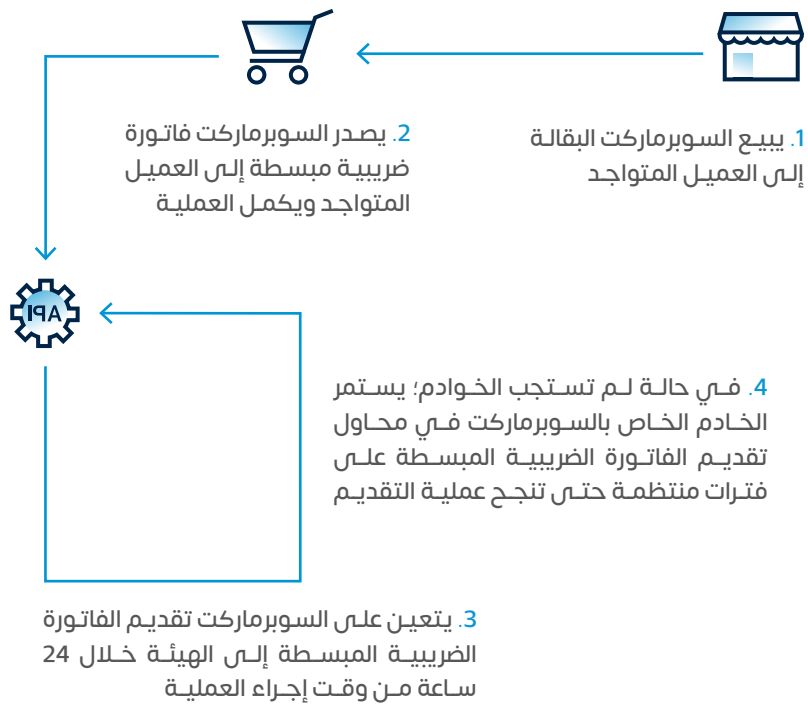 1. يبيع السوبرماركت البقالة
إلى العميل المتواجد
2. يصدر السوبرماركت فاتورة
ضريبية مبسطة إلى العميل
المتواجد ويكمل العملية
API
4. في حالة لم تستجب الخوادم؛ يستمر
الخادم الخاص بالسوبرماركت في محاول
تقديم الفاتورة الضريبية المبسطة على
فترات منتظمة حتى تنجح عملية التقديم
3. يتعين على السوبرماركت تقديم الفاتورة
الضريبية المبسطة إلى الهيئة خلال 24
ساعة من وقت إجراء العملية